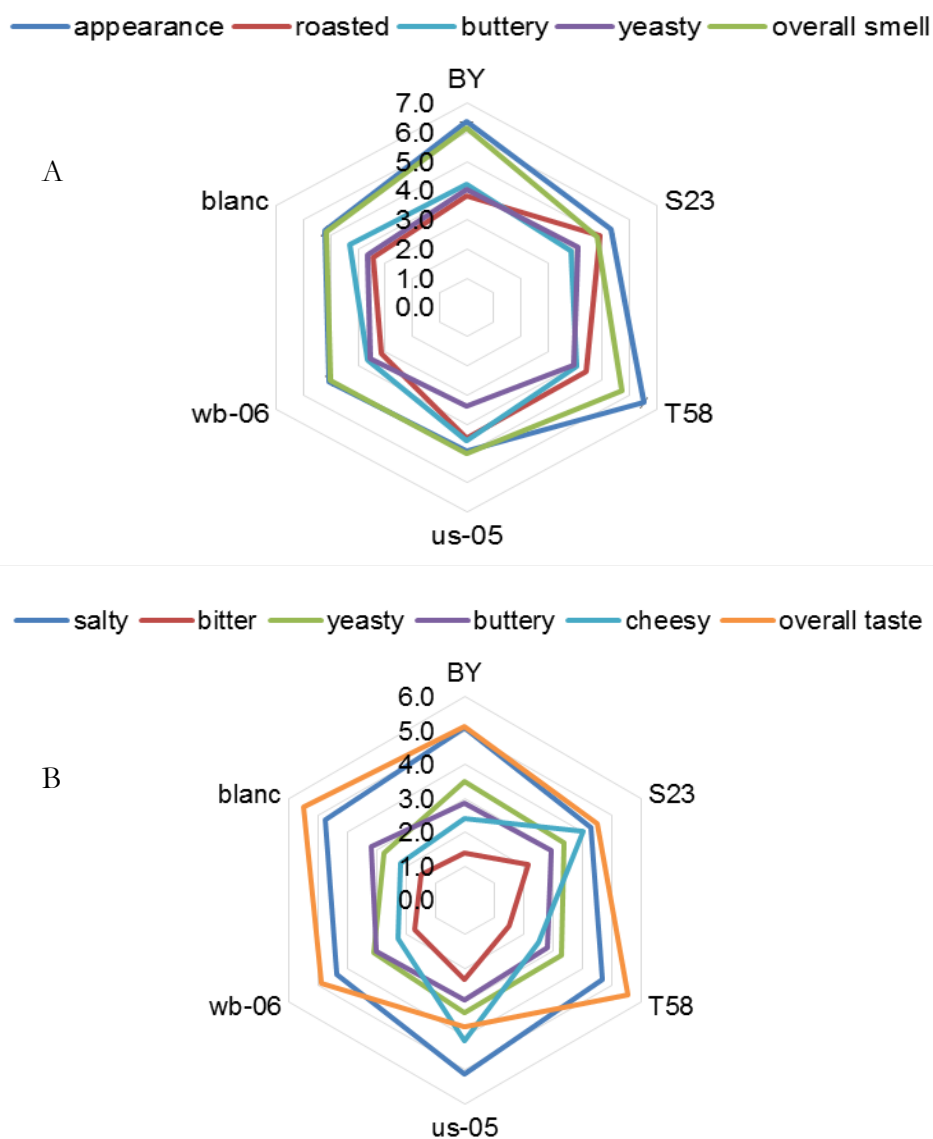 appearance roasted buttery yeasty overall smell
BY
7.0
6.0
5.0
4.0
3.0
2.0
1.0
0.0
A
blanc
S23
wb-06
T58
us-05
salty bitter yeasty buttery cheesy overall taste
BY
6.0
5.0
4.0
3.0
2.0
1.0
0.0
B
blanc
S23
wb-06
T58
us-05